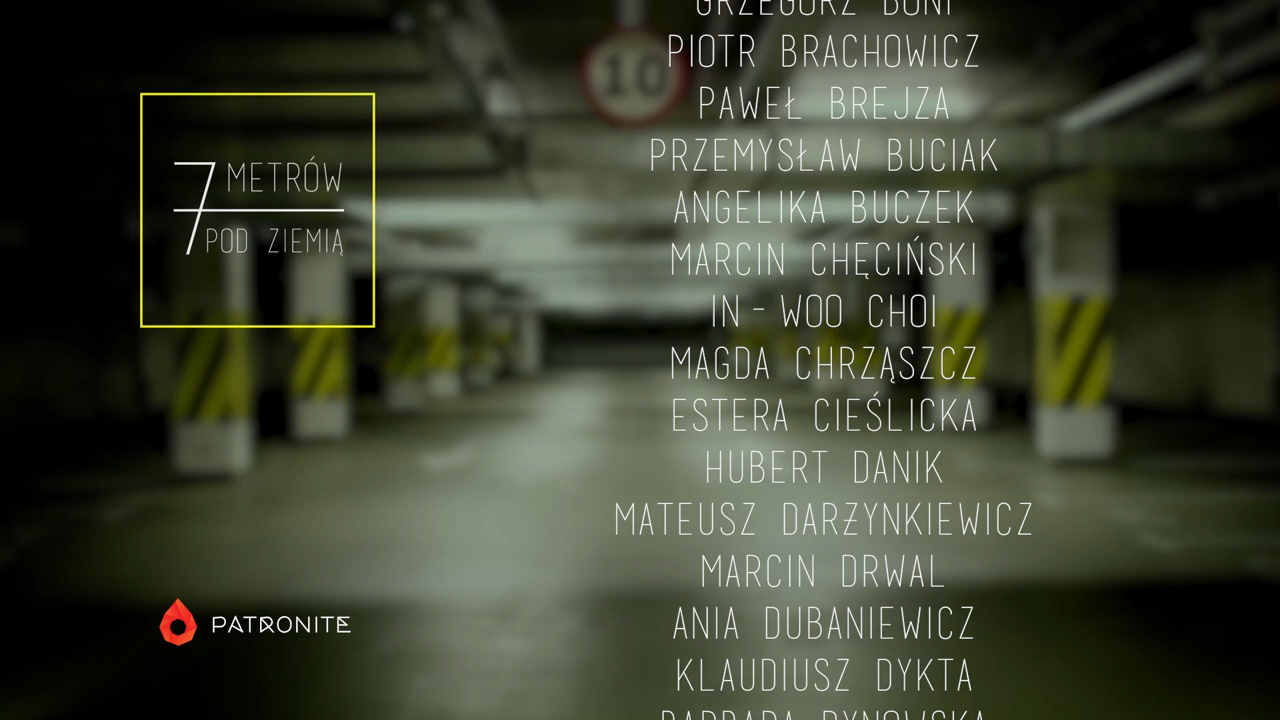 7 METRÓW
POD ZIEMIĄ
PATRONITE
10
PIOTR BRACHOWICZ
PAWEŁ BREJZA
PRZEMYSŁAW BUCIAK
ANGELIKA BUCZEK
MARCIN CHĘCIŃSKI
IN - WOO CHOI
MAGDA CHRZĄSZCZ
ESTERA CIEŚLICKA
HUBERT DANIK
MATEUSZ DARŻYNKIEWICZ
MARCIN DRWAL
ANIA DUBANIEWICZ
KLAUDIUSZ DYKTA